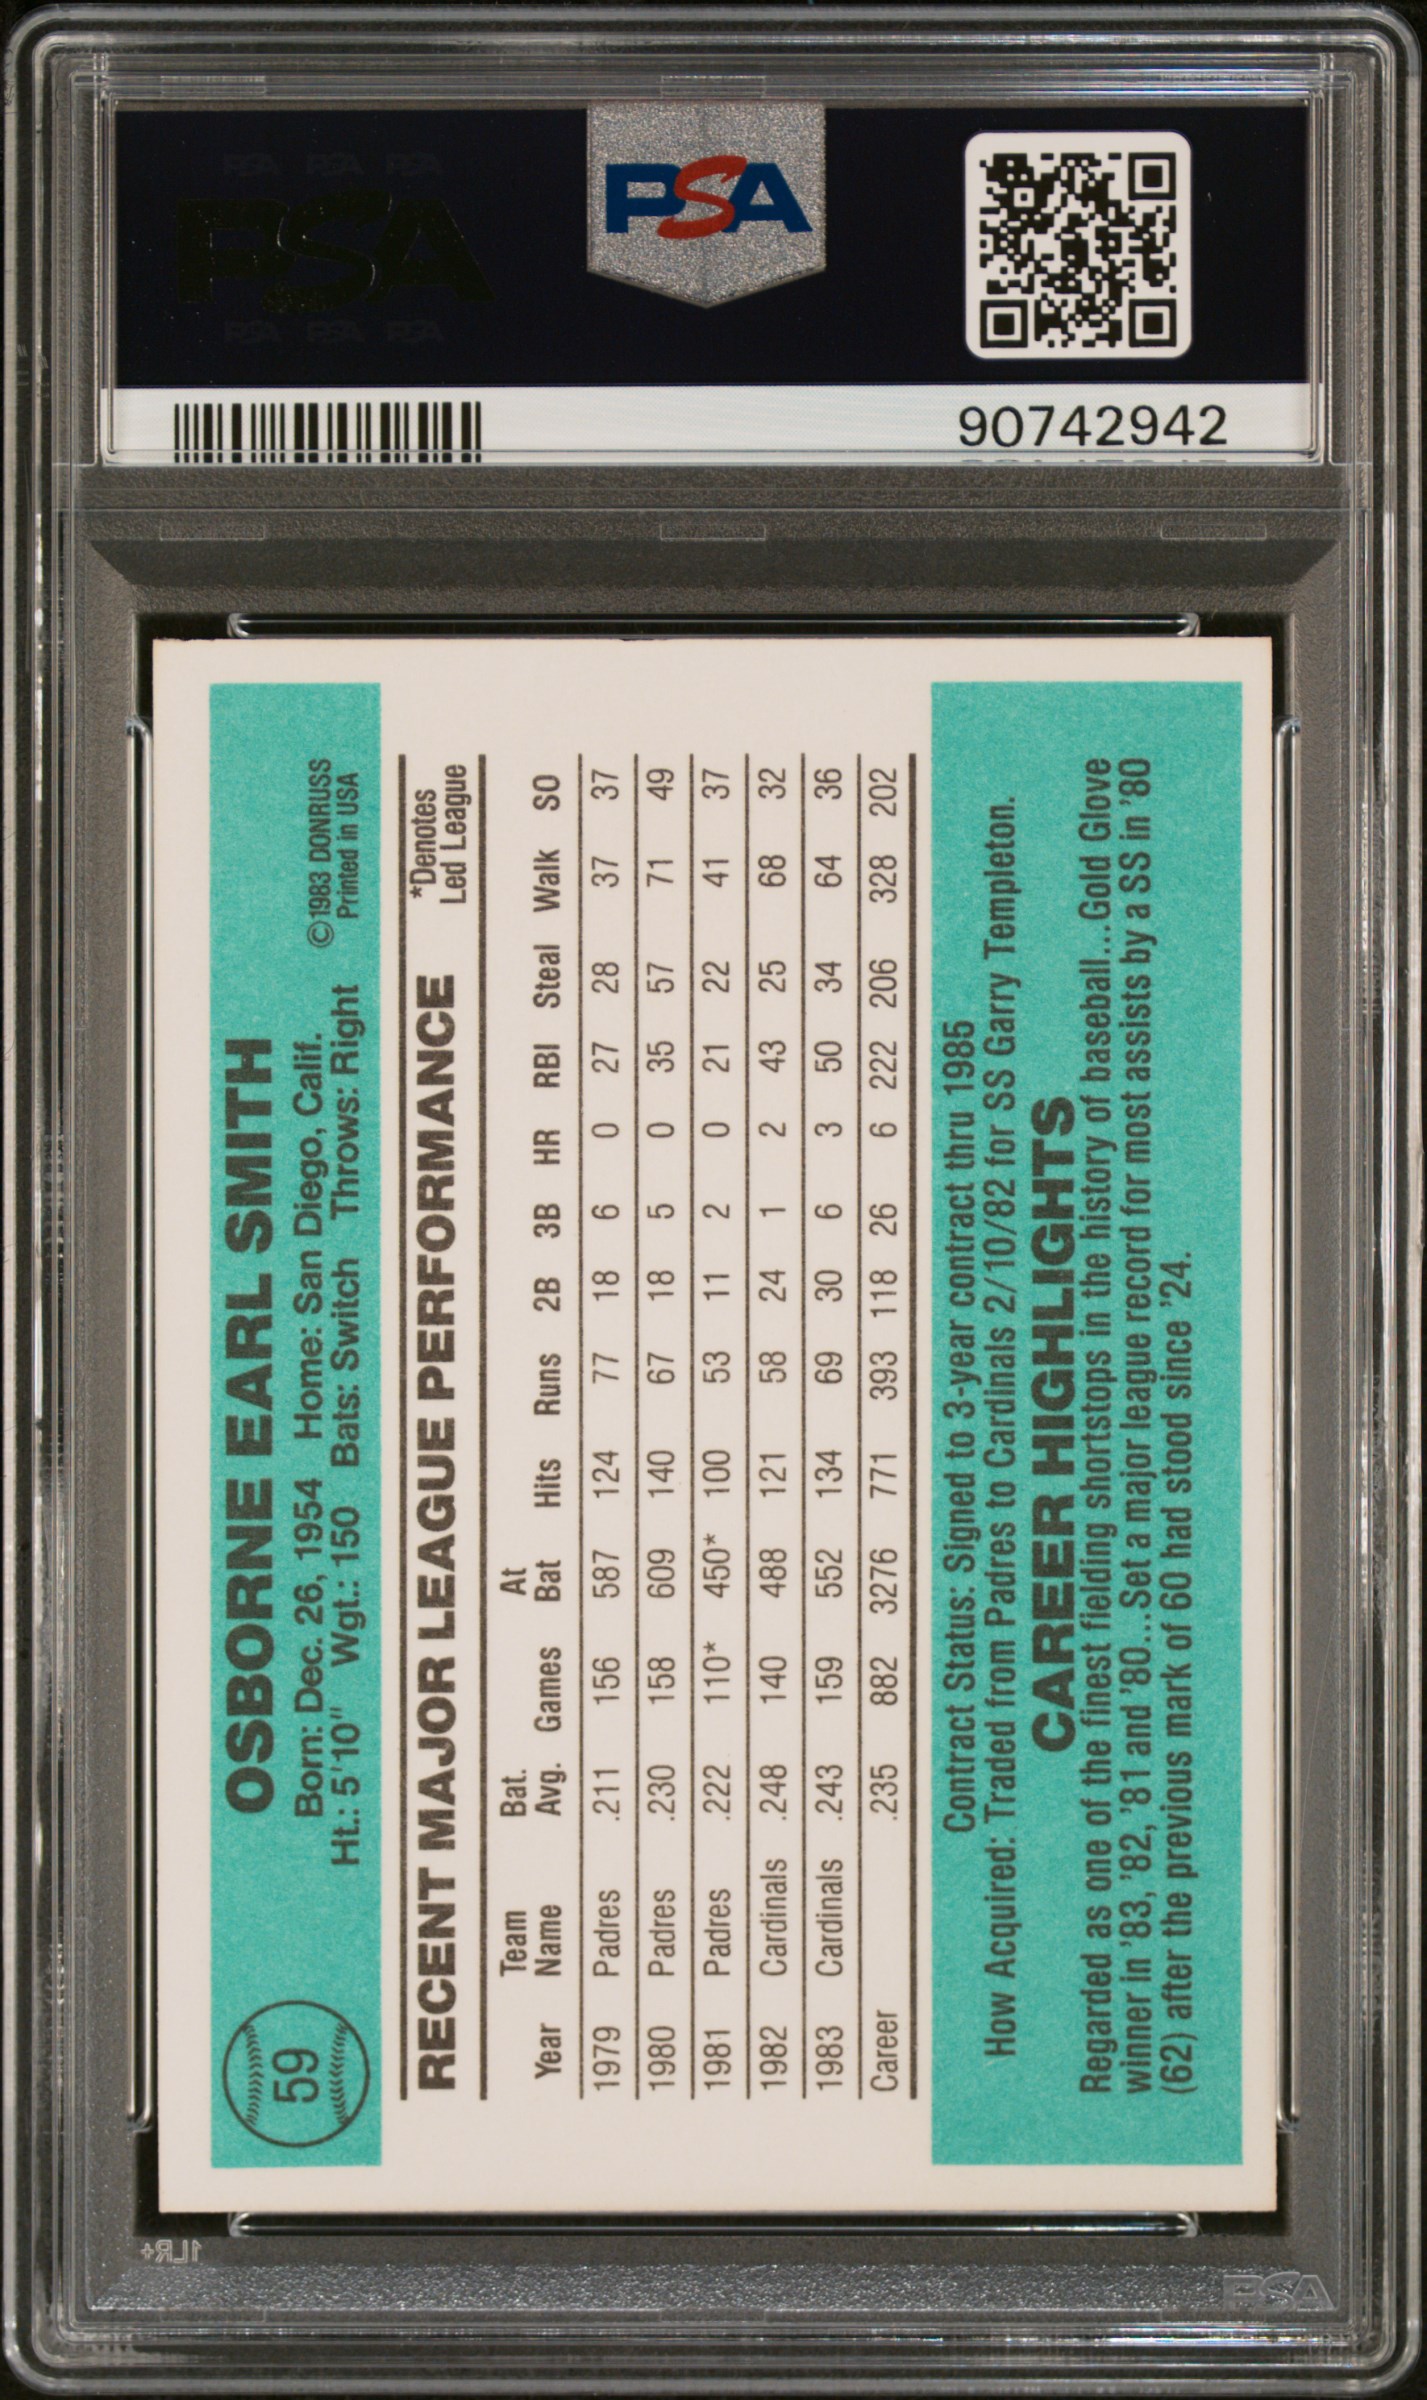 PSA PSA PSA
PSA
PSA PSA PSA
PSA
90742942
59
OSBORNE EARL SMITH
Born: Dec. 26, 1954 Home: San Diego, Calif. ©1983 DONRUSS
Ht.: 5'10" Wgt.: 150 Bats: Switch Throws: Right Printed in USA
RECENT MAJOR LEAGUE PERFORMANCE *Denotes Led League
Year Team Name Bat. Avg. Games At Bat Hits Runs 2B 3B HR RBI Steal Walk SO
1979 Padres .211 156 587 124 77 18 6 0 27 28 37 37
1980 Padres .230 158 609 140 67 18 5 0 35 57 71 49
1981 Padres .222 110* 450* 100 53 11 2 0 21 22 41 37
1982 Cardinals .248 140 488 121 58 24 1 2 43 25 68 32
1983 Cardinals .243 159 552 134 69 30 6 3 50 34 64 36
Career .235 882 3276 771 393 118 26 6 222 206 328 202
Contract Status: Signed to 3-year contract thru 1985
How Acquired: Traded from Padres to Cardinals 2/10/82 for SS Garry Templeton.
CAREER HIGHLIGHTS
Regarded as one of the finest fielding shortstops in the history of baseball...Gold Glove
winner in '83, '82, '81 and '80...Set a major league record for most assists by a SS in '80
(62) after the previous mark of 60 had stood since '24.
1LR+
PSA